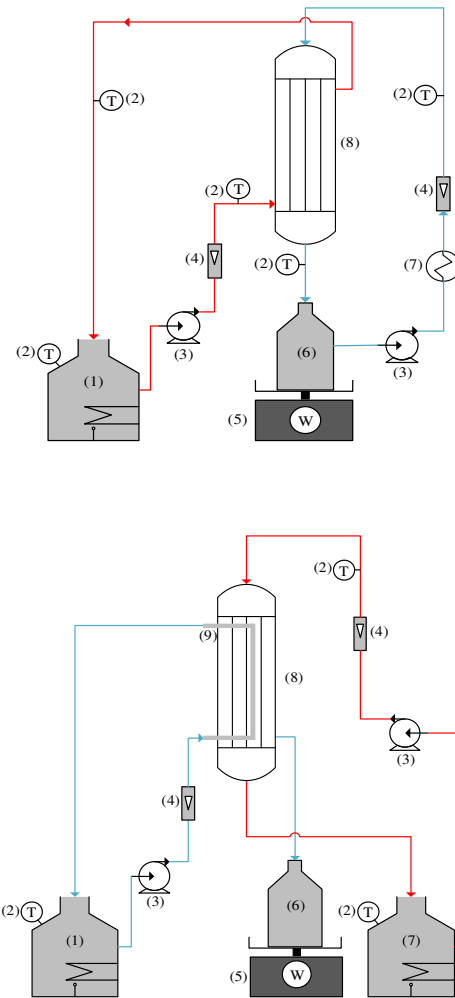 (2) T
T (2)
(8)
(2) T
(4)
(4)
(2) T
(7)
(3)
(6)
(3)
(2) T
(1)
(5)
W
(2) T
(9)
(4)
(8)
(3)
(4)
(3)
(6)
(2) T
(1)
(2) T
(7)
(5)
W